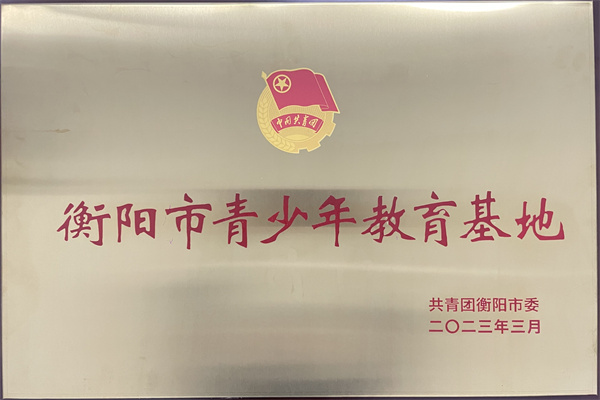 中国共青团
衡阳市青少年教育基地
共青团衡阳市委
二〇二三年三月